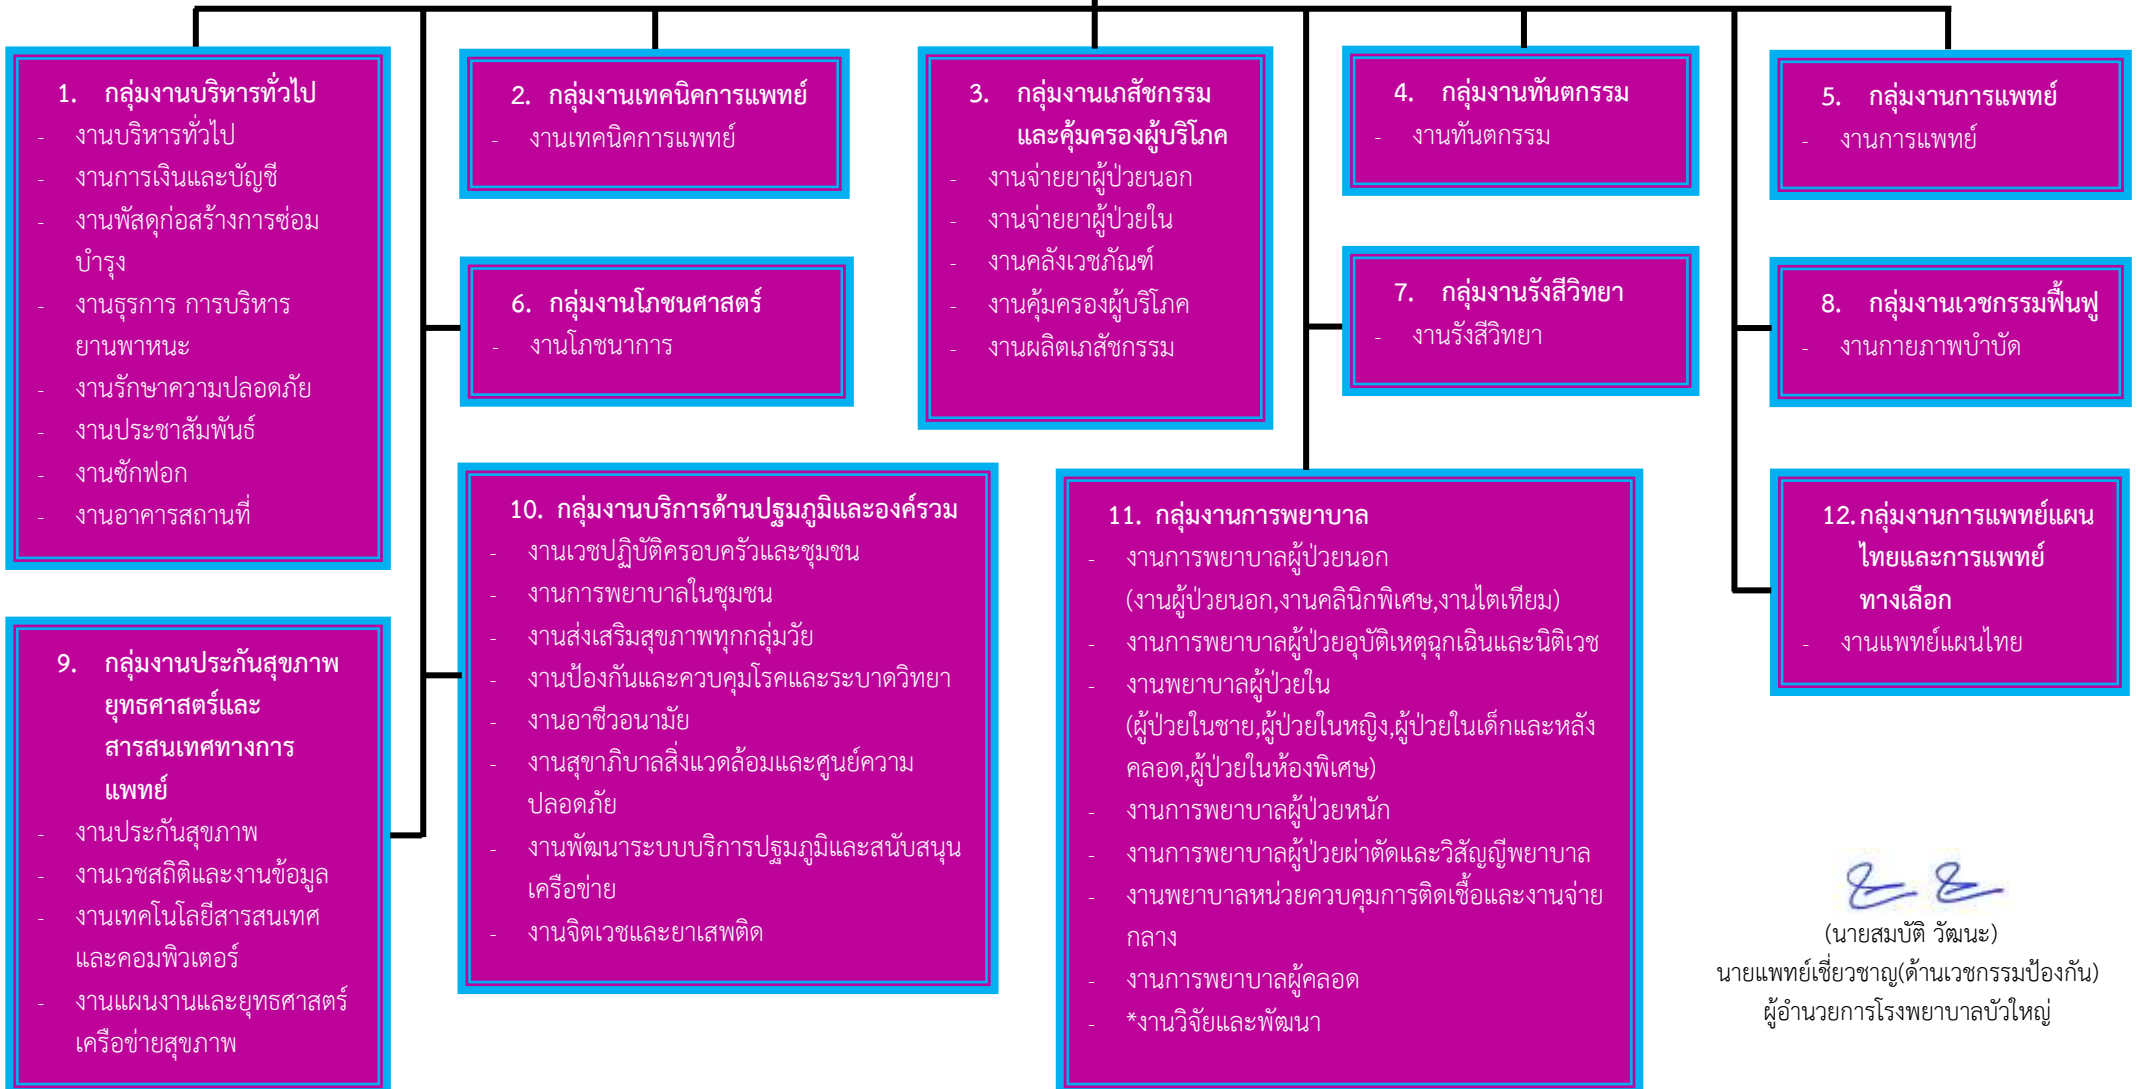 1. กลุ่มงานบริหารทั่วไป
- งานบริหารทั่วไป
- งานการเงินและบัญชี
- งานพัสดุก่อสร้างการซ่อม
บำรุง
- งานธุรการ การบริหาร
ยานพาหนะ
- งานรักษาความปลอดภัย
- งานประชาสัมพันธ์
- งานซักฟอก
- งานอาคารสถานที่
2. กลุ่มงานเทคนิคการแพทย์
- งานเทคนิคการแพทย์
3. กลุ่มงานเภสัชกรรม
และคุ้มครองผู้บริโภค
- งานจ่ายยาผู้ป่วยนอก
- งานจ่ายยาผู้ป่วยใน
- งานคลังเวชภัณฑ์
- งานคุ้มครองผู้บริโภค
- งานผลิตเภสัชกรรม
4. กลุ่มงานทันตกรรม
- งานทันตกรรม
5. กลุ่มงานการแพทย์
- งานการแพทย์
6. กลุ่มงานโภชนศาสตร์
- งานโภชนาการ
7. กลุ่มงานรังสีวิทยา
- งานรังสีวิทยา
8. กลุ่มงานเวชกรรมฟื้นฟู
- งานกายภาพบำบัด
9. กลุ่มงานประกันสุขภาพ
ยุทธศาสตร์และ
สารสนเทศทางการ
แพทย์
- งานประกันสุขภาพ
- งานเวชสถิติและงานข้อมูล
- งานเทคโนโลยีสารสนเทศ
และคอมพิวเตอร์
- งานแผนงานและยุทธศาสตร์
เครือข่ายสุขภาพ
10. กลุ่มงานบริการด้านปฐมภูมิและองค์รวม
- งานเวชปฏิบัติครอบครัวและชุมชน
- งานการพยาบาลในชุมชน
- งานส่งเสริมสุขภาพทุกกลุ่มวัย
- งานป้องกันและควบคุมโรคและระบาดวิทยา
- งานอาชีวอนามัย
- งานสุขาภิบาลสิ่งแวดล้อมและศูนย์ความ
ปลอดภัย
- งานพัฒนาระบบบริการปฐมภูมิและสนับสนุน
เครือข่าย
- งานจิตเวชและยาเสพติด
11. กลุ่มงานการพยาบาล
- งานการพยาบาลผู้ป่วยนอก
(งานผู้ป่วยนอก,งานคลินิกพิเศษ,งานไตเทียม)
- งานการพยาบาลผู้ป่วยอุบัติเหตุฉุกเฉินและนิติเวช
- งานพยาบาลผู้ป่วยใน
(ผู้ป่วยในชาย,ผู้ป่วยในหญิง,ผู้ป่วยในเด็กและหลัง
คลอด,ผู้ป่วยในห้องพิเศษ)
- งานการพยาบาลผู้ป่วยหนัก
- งานการพยาบาลผู้ป่วยผ่าตัดและวิสัญญีพยาบาล
- งานพยาบาลหน่วยควบคุมการติดเชื้อและงานจ่าย
กลาง
- งานการพยาบาลผู้คลอด
- *งานวิจัยและพัฒนา
12. กลุ่มงานการแพทย์แผน
ไทยและการแพทย์
ทางเลือก
- งานแพทย์แผนไทย
(นายสมบัติ วัฒนะ)
นายแพทย์เชี่ยวชาญ(ด้านเวชกรรมป้องกัน)
ผู้อำนวยการโรงพยาบาลบัวใหญ่